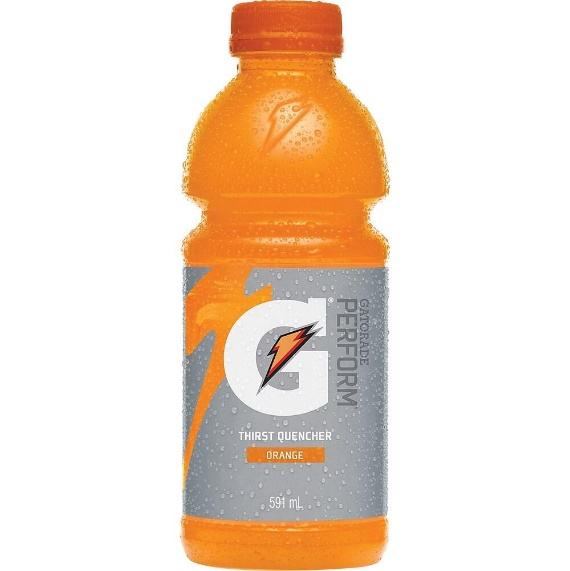 G®
GATORADE
PERFORM
THIRST QUENCHER
ORANGE
591 mL